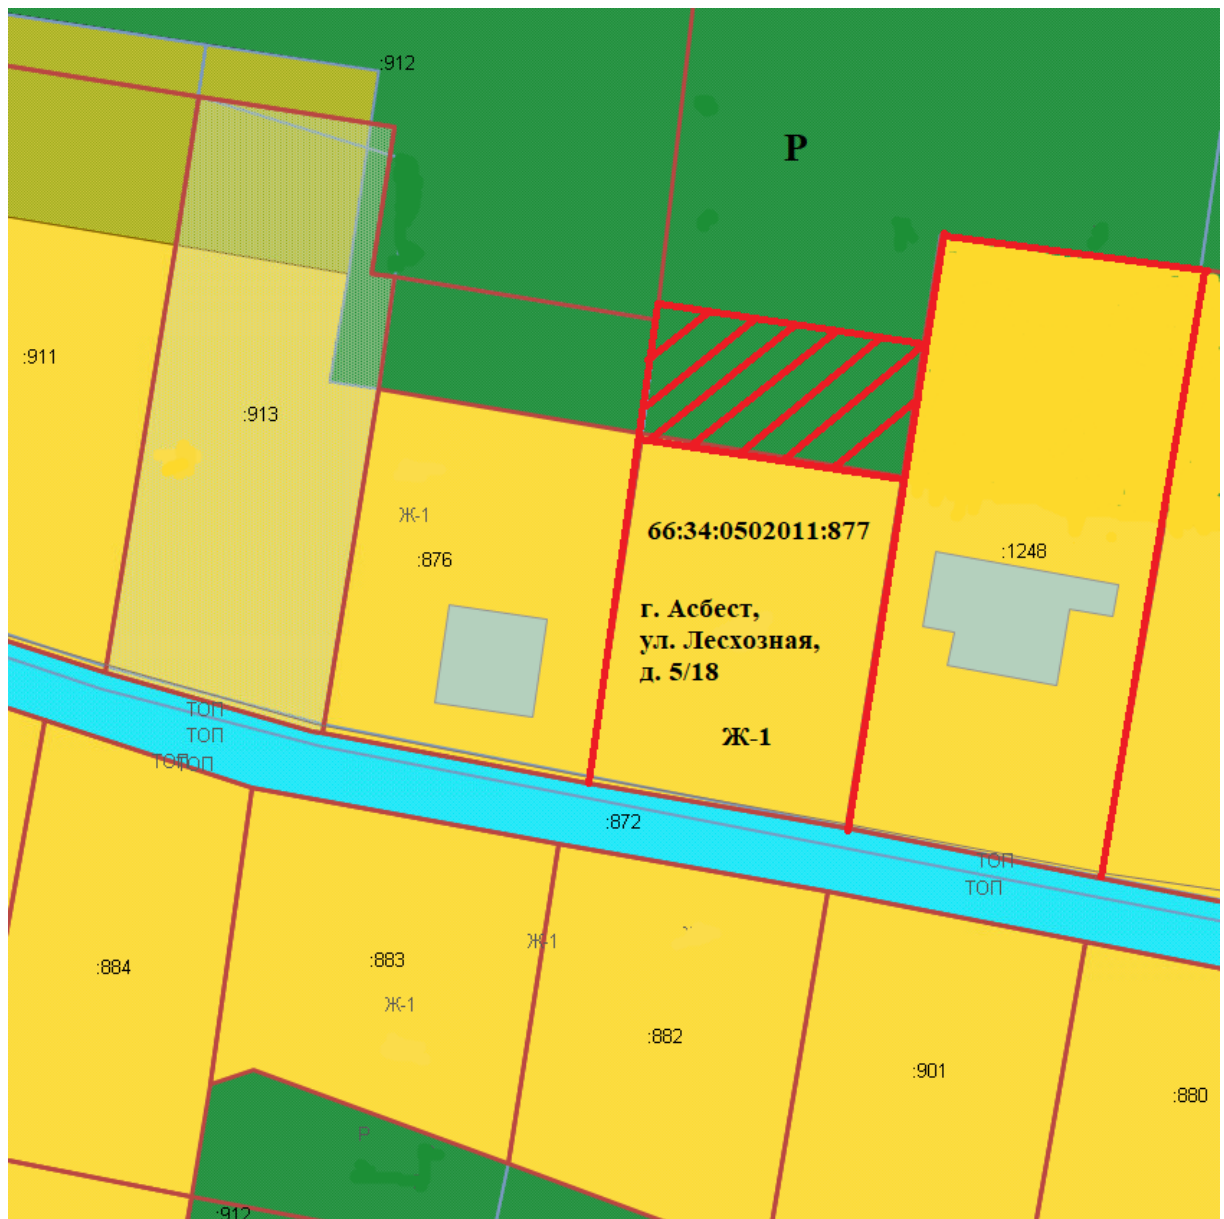 :912
Р
:911
:913
Ж-1
:876
66:34:0502011:877
:1248
г. Асбест,
ул. Лесхозная,
д. 5/18
Ж-1
ТОП
ТОП
ТОП
ТОП
:872
ТОП
ТОП
Ж-1
:884
:883
Ж-1
:882
:901
:880
Р
:912